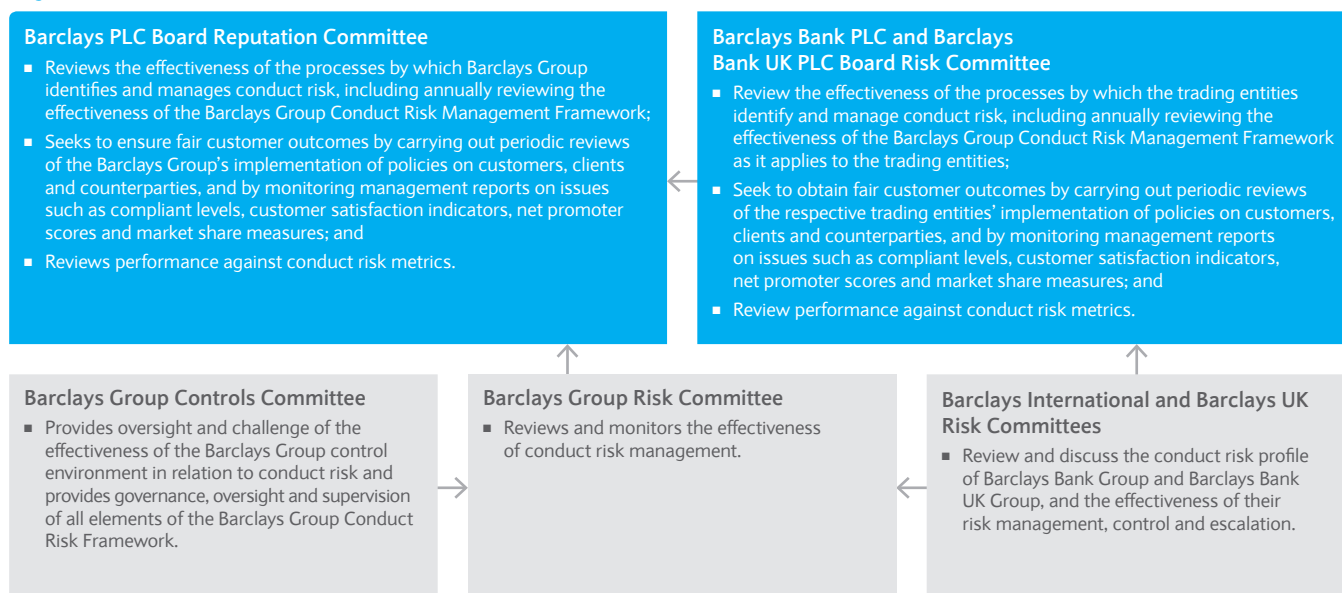 Barclays PLC Board Reputation Committee
■ Reviews the effectiveness of the processes by which Barclays Group
identifies and manages conduct risk, including annually reviewing the
effectiveness of the Barclays Group Conduct Risk Management Framework;
■ Seeks to ensure fair customer outcomes by carrying out periodic reviews
of the Barclays Group's implementation of policies on customers, clients
and counterparties, and by monitoring management reports on issues
such as compliant levels, customer satisfaction indicators, net promoter
scores and market share measures; and
■ Reviews performance against conduct risk metrics.
Barclays Bank PLC and Barclays
Bank UK PLC Board Risk Committee
■ Review the effectiveness of the processes by which the trading entities
identify and manage conduct risk, including annually reviewing the
effectiveness of the Barclays Group Conduct Risk Management Framework
as it applies to the trading entities;
■ Seek to obtain fair customer outcomes by carrying out periodic reviews
of the respective trading entities' implementation of policies on customers,
clients and counterparties, and by monitoring management reports
on issues such as compliant levels, customer satisfaction indicators,
net promoter scores and market share measures; and
■ Review performance against conduct risk metrics.
Barclays Group Controls Committee
■ Provides oversight and challenge of the
effectiveness of the Barclays Group control
environment in relation to conduct risk and
provides governance, oversight and supervision
of all elements of the Barclays Group Conduct
Risk Framework.
Barclays Group Risk Committee
■ Reviews and monitors the effectiveness
of conduct risk management.
Barclays International and Barclays UK
Risk Committees
■ Review and discuss the conduct risk profile
of Barclays Bank Group and Barclays Bank
UK Group, and the effectiveness of their
risk management, control and escalation.